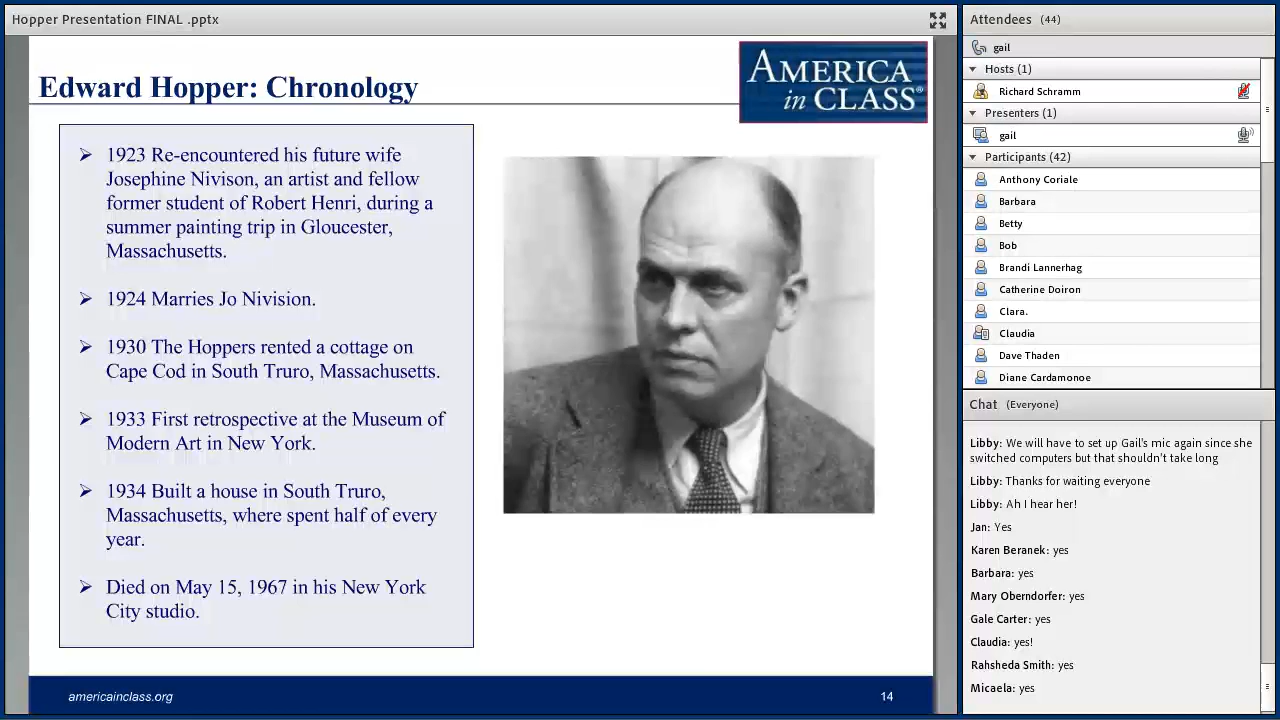 Hopper Presentation FINAL .pptx
Edward Hopper: Chronology
AMERICA
in CLASS®
1923 Re-encountered his future wife
Josephine Nivison, an artist and fellow
former student of Robert Henri, during a
summer painting trip in Gloucester,
Massachusetts.
1924 Marries Jo Nivision.
1930 The Hoppers rented a cottage on
Cape Cod in South Truro, Massachusetts.
1933 First retrospective at the Museum of
Modern Art in New York.
1934 Built a house in South Truro,
Massachusetts, where spent half of every
year.
Died on May 15, 1967 in his New York
City studio.
americainclass.org
14
Attendees (44)
gail
Hosts (1)
Richard Schramm
Presenters (1)
gail
Participants (42)
Anthony Coriale
Barbara
Betty
Bob
Brandi Lannerhag
Catherine Doiron
Clara.
Claudia
Dave Thaden
Diane Cardamonoe
Chat (Everyone)
Libby: We will have to set up Gail's mic again since she
switched computers but that shouldn't take long
Libby: Thanks for waiting everyone
Libby: Ah I hear her!
Jan: Yes
Karen Beranek: yes
Barbara: yes
Mary Oberndorfer: yes
Gale Carter: yes
Claudia: yes!
Rahsheda Smith: yes
Micaela: yes